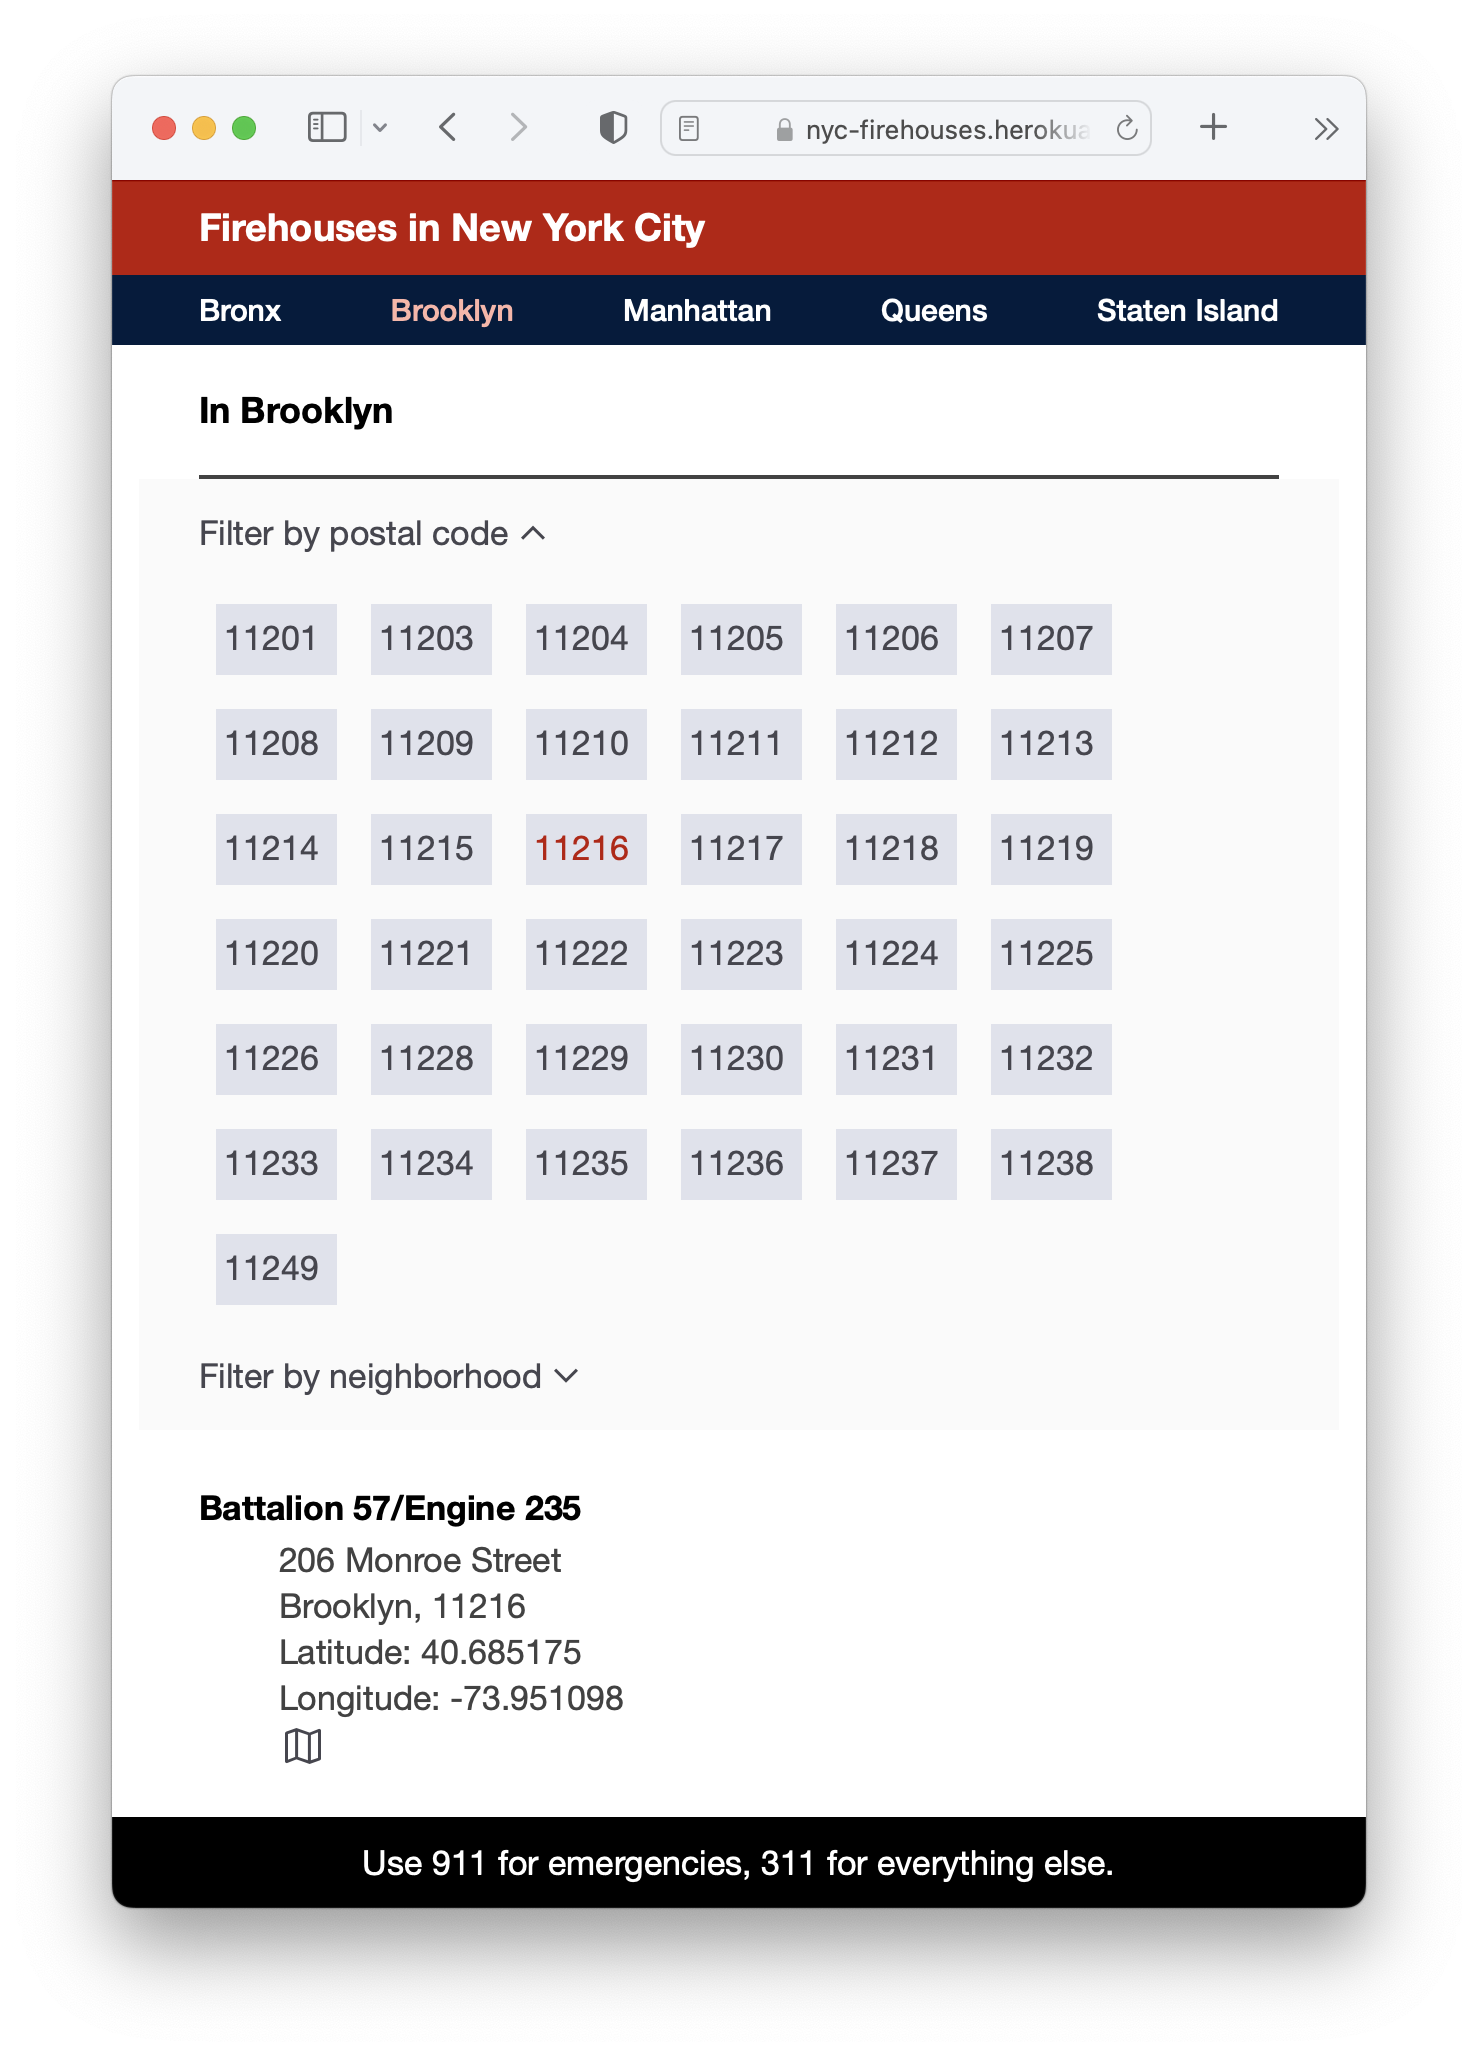 nyc-firehouses.heroku
Firehouses in New York City
Bronx Brooklyn Manhattan Queens Staten Island
In Brooklyn
Filter by postal code
11201 11203 11204 11205 11206 11207
11208 11209 11210 11211 11212 11213
11214 11215 11216 11217 11218 11219
11220 11221 11222 11223 11224 11225
11226 11228 11229 11230 11231 11232
11233 11234 11235 11236 11237 11238
11249
Filter by neighborhood
Battalion 57/Engine 235
206 Monroe Street
Brooklyn, 11216
Latitude: 40.685175
Longitude: -73.951098
Use 911 for emergencies, 311 for everything else.